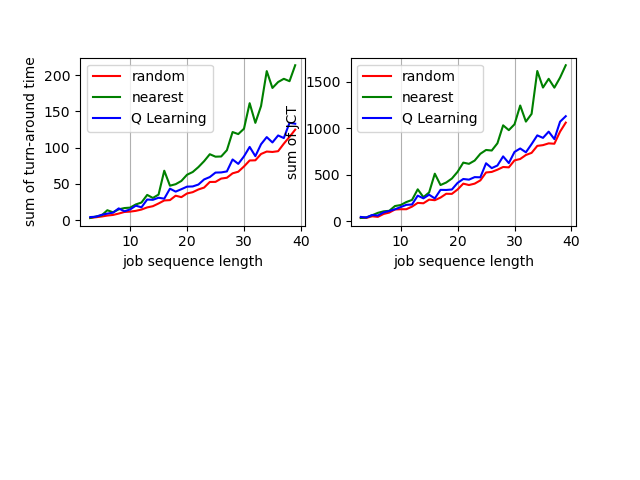 sum of turn-around time
200
150
100
50
0
random
nearest
Q Learning
10
20
30
40
job sequence length
sum of JCT
1500
1000
500
0
random
nearest
Q Learning
10
20
30
40
job sequence length